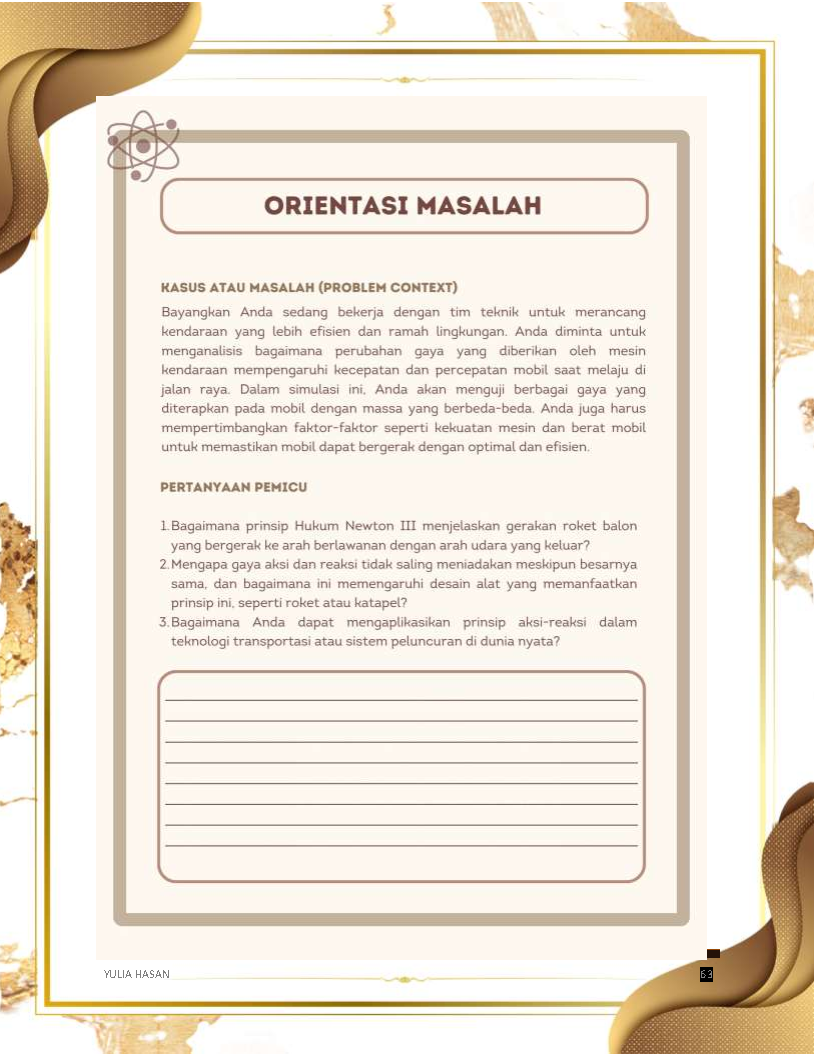 ORIENTASI MASALAH
KASUS ATAU MASALAH (PROBLEM CONTEXT)
Bayangkan Anda sedang bekerja dengan tim teknik untuk merancang
kendaraan yang lebih efisien dan ramah lingkungan. Anda diminta untuk
menganalisis bagaimana perubahan gaya yang diberikan oleh mesin
kendaraan mempengaruhi kecepatan dan percepatan mobil saat melaju di
jalan raya. Dalam simulasi ini, Anda akan menguji berbagai gaya yang
diterapkan pada mobil dengan massa yang berbeda-beda. Anda juga harus
mempertimbangkan faktor-faktor seperti kekuatan mesin dan berat mobil
untuk memastikan mobil dapat bergerak dengan optimal dan efisien.
PERTANYAAN PEMICU
1. Bagaimana prinsip Hukum Newton III menjelaskan gerakan roket balon
yang bergerak ke arah berlawanan dengan arah udara yang keluar?
2. Mengapa gaya aksi dan reaksi tidak saling meniadakan meskipun besarnya
sama, dan bagaimana ini memengaruhi desain alat yang memanfaatkan
prinsip ini, seperti roket atau katapel?
3. Bagaimana Anda dapat mengaplikasikan prinsip aksi-reaksi dalam
teknologi transportasi atau sistem peluncuran di dunia nyata?
YULIA HASAN
63